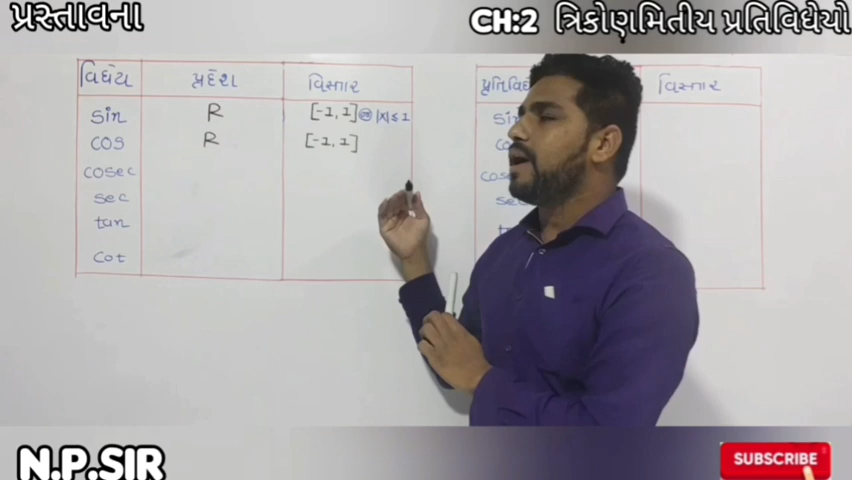 પ્રસ્તાવના
CH:2 ત્રિકોણમિતીય પ્રતિવિધેયો
વિધેય પ્રદેશ વિસ્તાર
sin R [-1, 1] |x| ≤ 1
cos R [-1, 1]
cosec
sec
tan
cot
વિસ્તાર
N.P.SIR
SUBSCRIBE